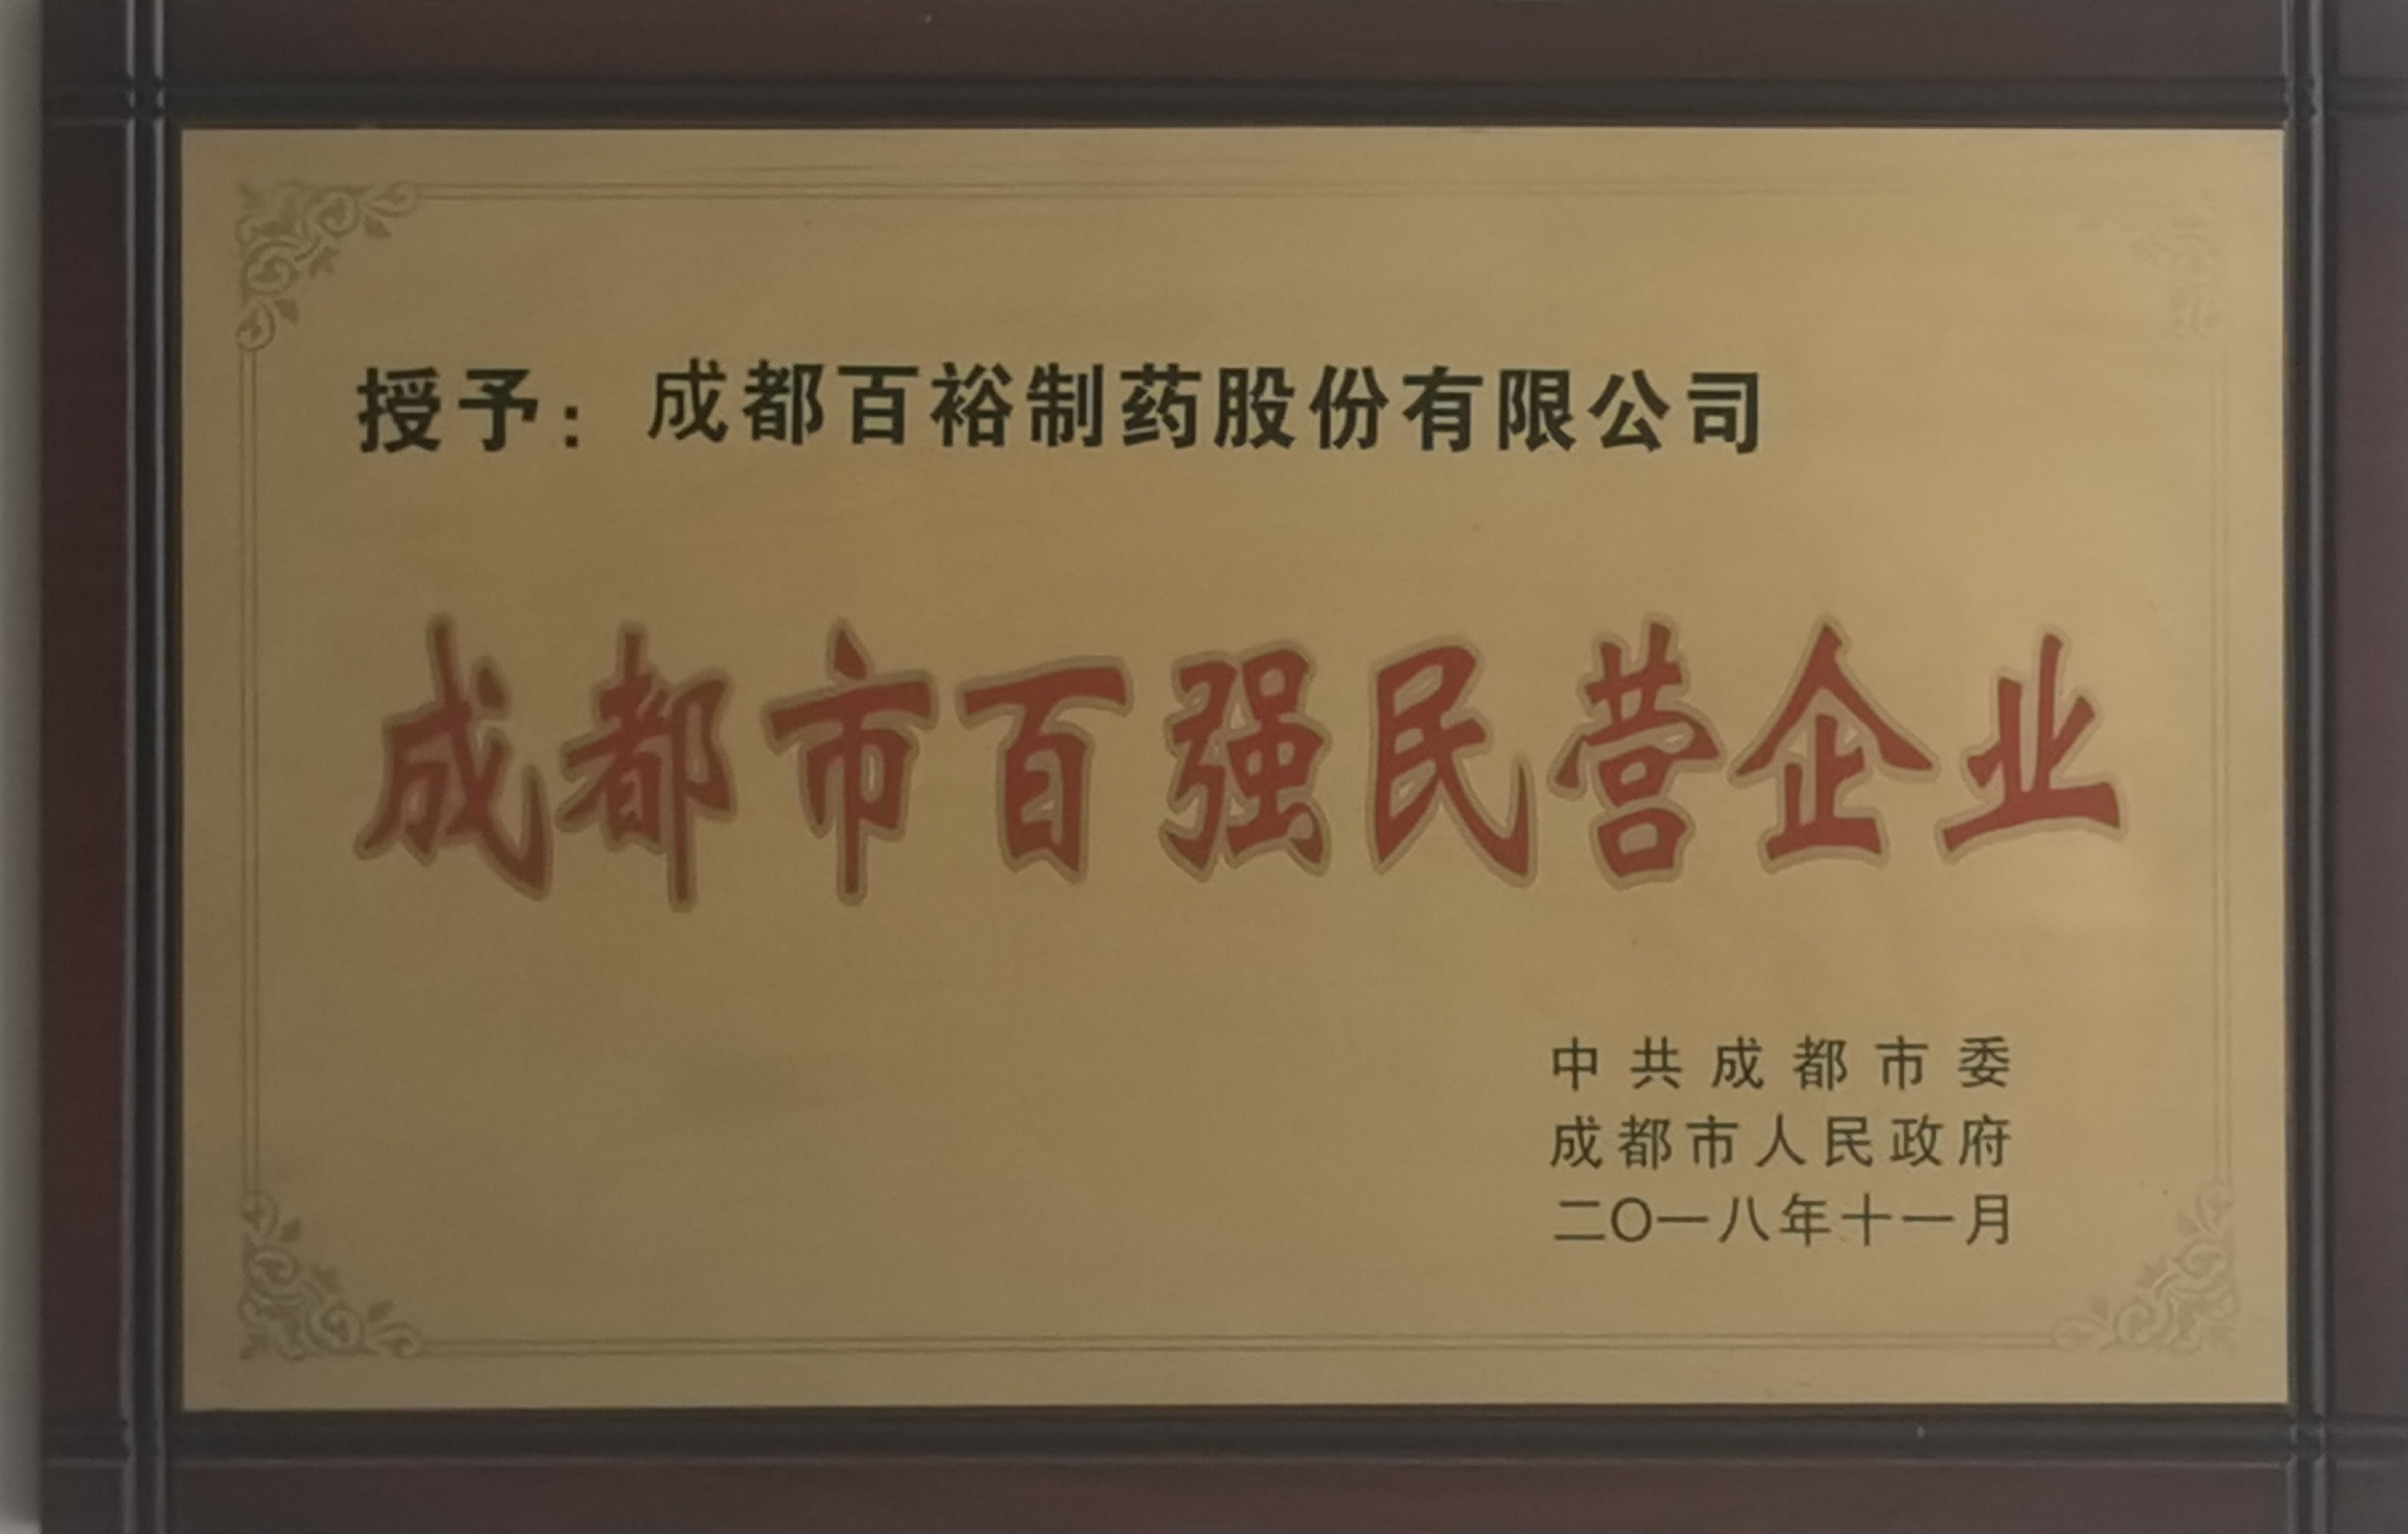 授予：成都百裕制药股份有限公司
成都市百强民营企业
中共成都市委
成都市人民政府
二〇一八年十一月